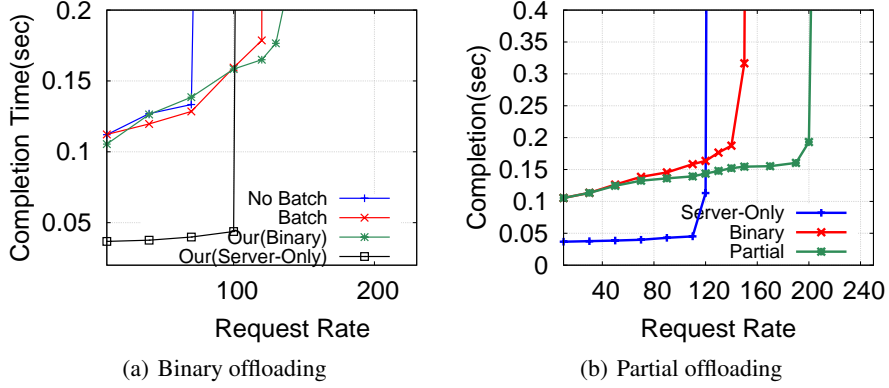 0.2
0.15
0.1
0.05
Completion Time(sec)
No Batch
Batch
Our(Binary)
Our(Server-Only)
100
200
Request Rate
(a) Binary offloading
0.4
0.35
0.3
0.25
0.2
0.15
0.1
0.05
0
Completion(sec)
Server-Only
Binary
Partial
40
80
120
160
200
240
Request Rate
(b) Partial offloading